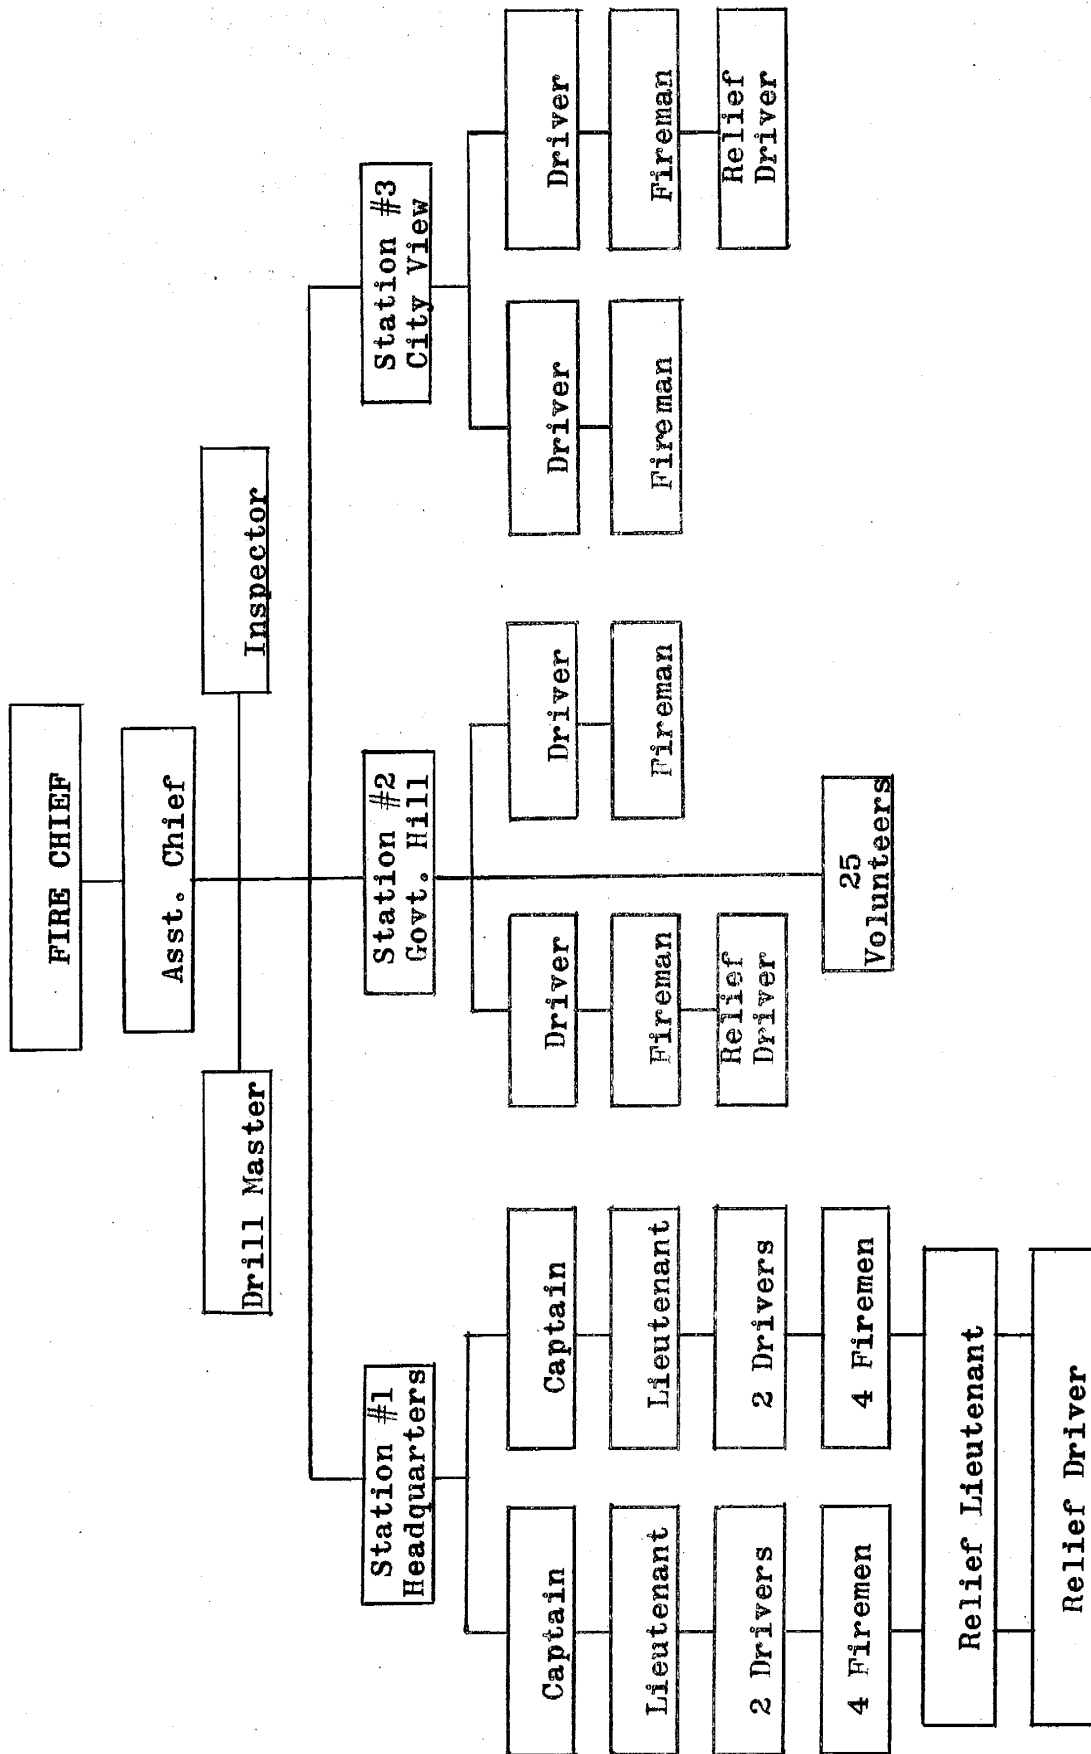 FIRE CHIEF
Asst. Chief
Drill Master
Inspector
Station #1
Headquarters
Station #2
Govt. Hill
Station #3
City View
Captain
Captain
Driver
Driver
Driver
Driver
Lieutenant
Lieutenant
Fireman
Fireman
Fireman
Fireman
2 Drivers
2 Drivers
Relief
Driver
Relief
Driver
4 Firemen
4 Firemen
25
Volunteers
Relief Lieutenant
Relief Driver